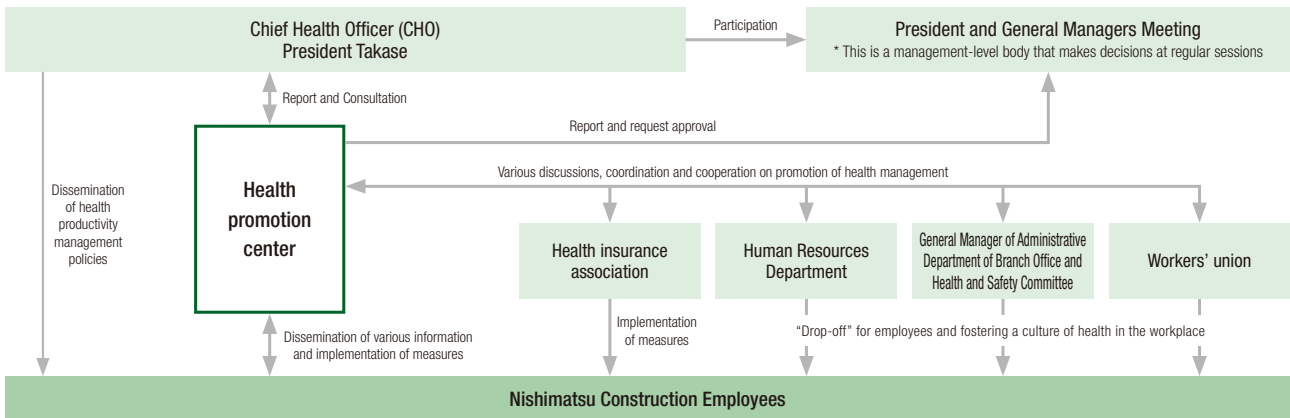 Chief Health Officer (CHO)
President Takase
Participation
President and General Managers Meeting
* This is a management-level body that makes decisions at regular sessions
Report and Consultation
Report and request approval
Various discussions, coordination and cooperation on promotion of health management
Dissemination
of health
productivity
management
policies
Health
promotion
center
Health insurance
association
Human Resources
Department
General Manager of Administrative
Department of Branch Office and
Health and Safety Committee
Workers’ union
Dissemination of various information
and implementation of measures
Implementation
of measures
“Drop-off” for employees and fostering a culture of health in the workplace
Nishimatsu Construction Employees